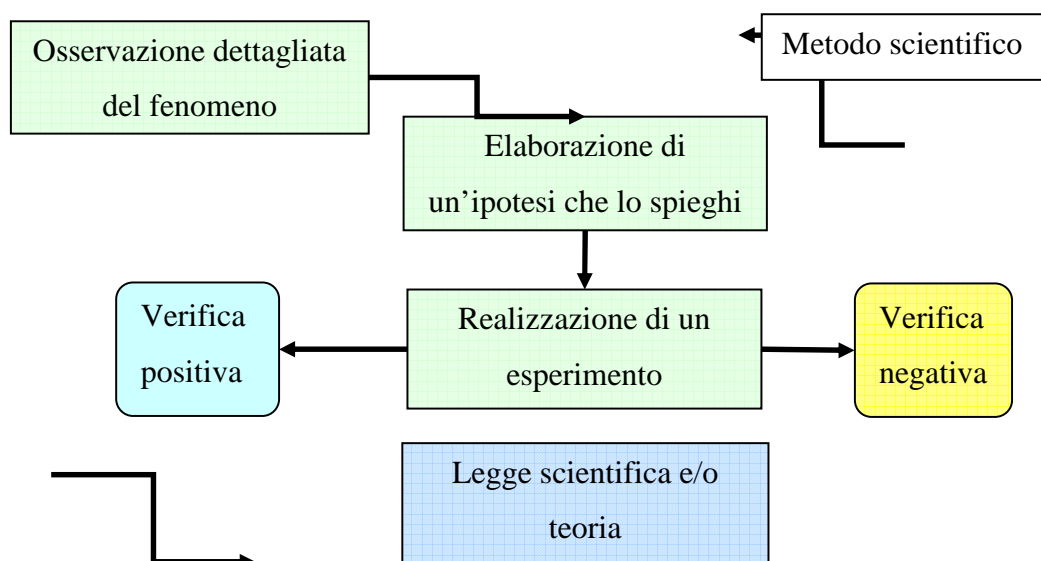 Osservazione dettagliata
del fenomeno
Metodo scientifico
Elaborazione di
un’ipotesi che lo spieghi
Verifica
positiva
Realizzazione di un
esperimento
Verifica
negativa
Legge scientifica e/o
teoria